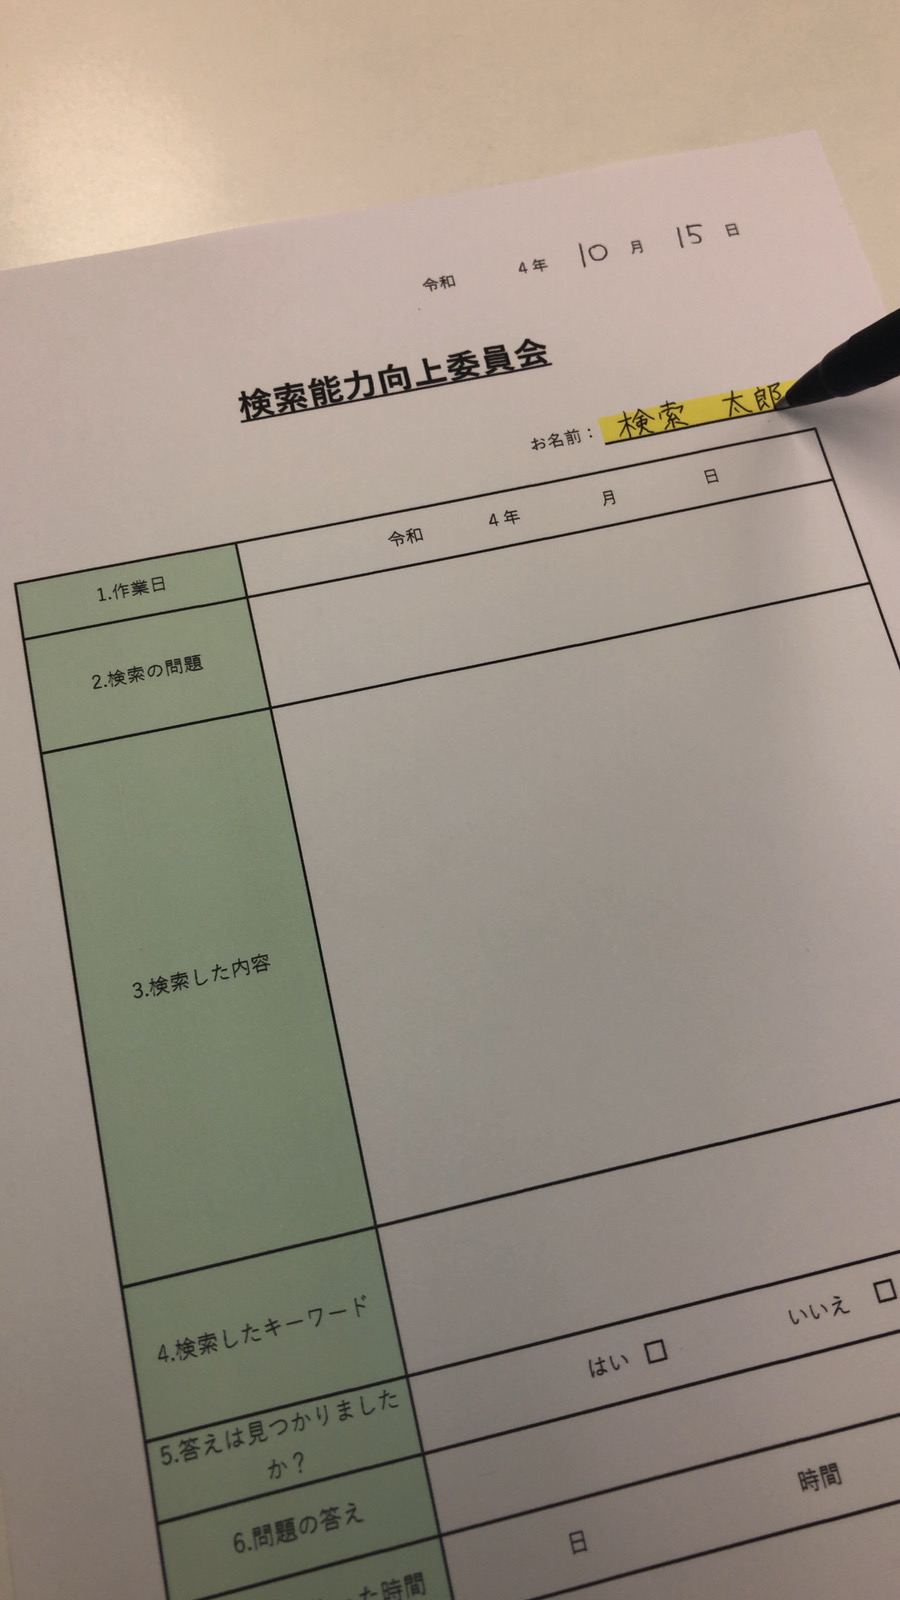 令和 4年 10月 15日
検索能力向上委員会
お名前： 検索 太郎
1.作業日 令和 4年 月 日
2.検索の問題
3.検索した内容
4.検索したキーワード
5.答えは見つかりました
か？
はい □ いいえ □
6.問題の答え
た時間 日 時間